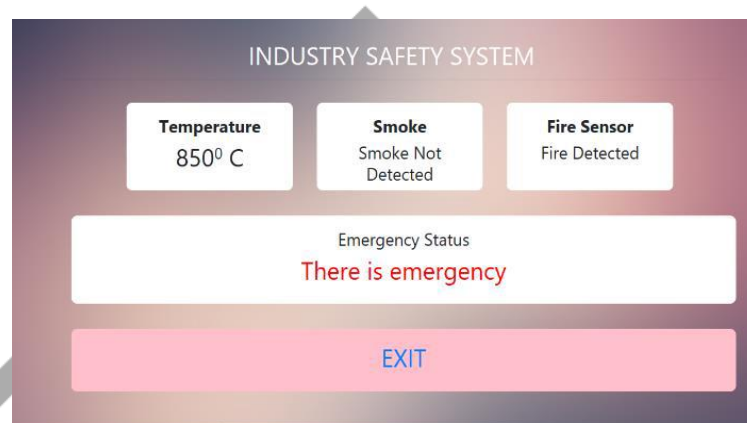 INDUSTRY SAFETY SYSTEM
Temperature
850⁰ C
Smoke
Smoke Not
Detected
Fire Sensor
Fire Detected
Emergency Status
There is emergency
EXIT